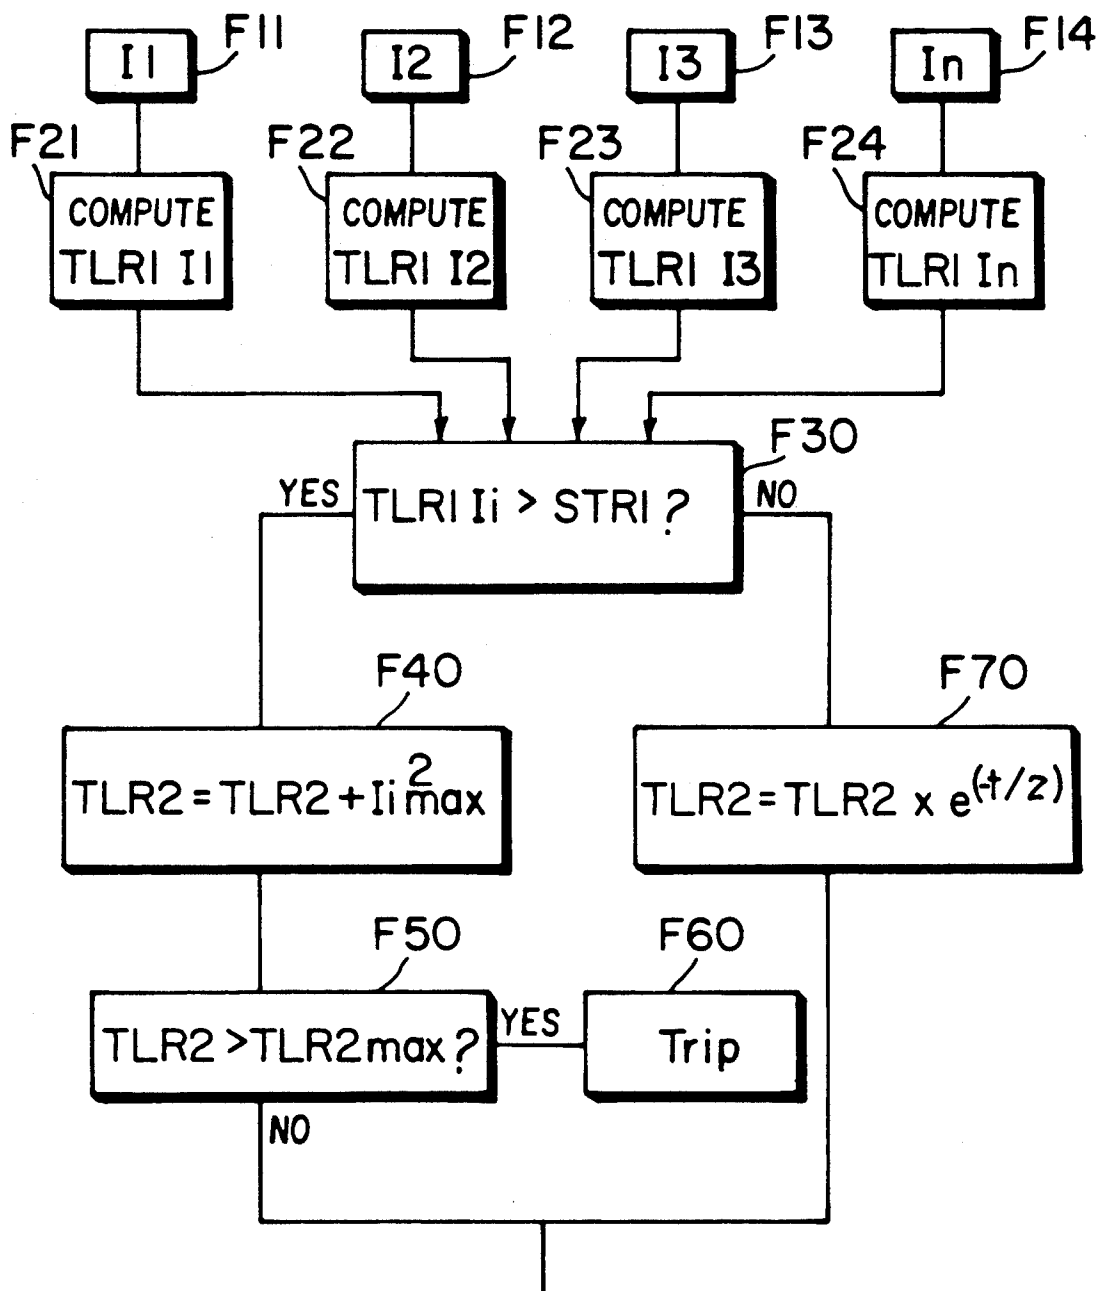 F11
F12
F13
F14
I1
I2
I3
In
F21
F22
F23
F24
COMPUTE
TLR1 I1
COMPUTE
TLR1 I2
COMPUTE
TLR1 I3
COMPUTE
TLR1 In
F30
YES
TLR1 Ii > STR1 ?
NO
F40
F70
TLR2 = TLR2 + Ii²max
TLR2 = TLR2 x e^(-t/z)
F50
F60
TLR2 > TLR2max ?
YES
Trip
NO